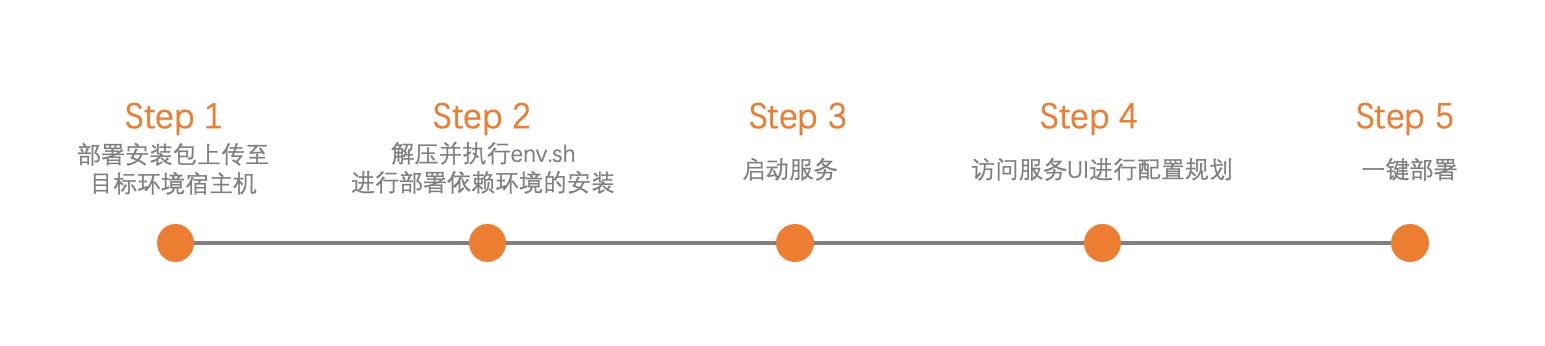 Step 1
部署安装包上传至
目标环境宿主机
Step 2
解压并执行env.sh
进行部署依赖环境的安装
Step 3
启动服务
Step 4
访问服务UI进行配置规划
Step 5
一键部署